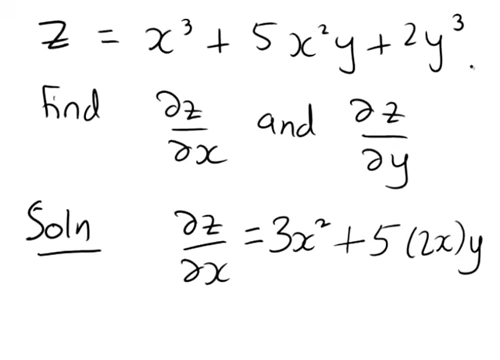 z = x³ + 5x²y + 2y³.
Find ∂z/∂x and ∂z/∂y
Soln ∂z/∂x = 3x² + 5(2x)y